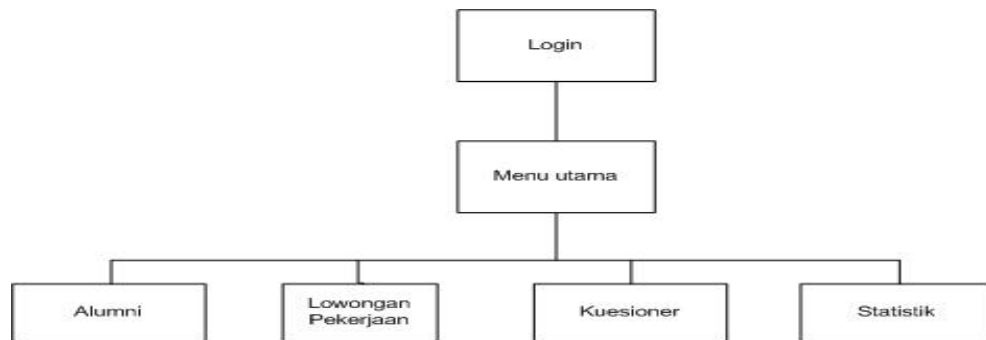 Login
Menu utama
Alumni
Lowongan
Pekerjaan
Kuesioner
Statistik